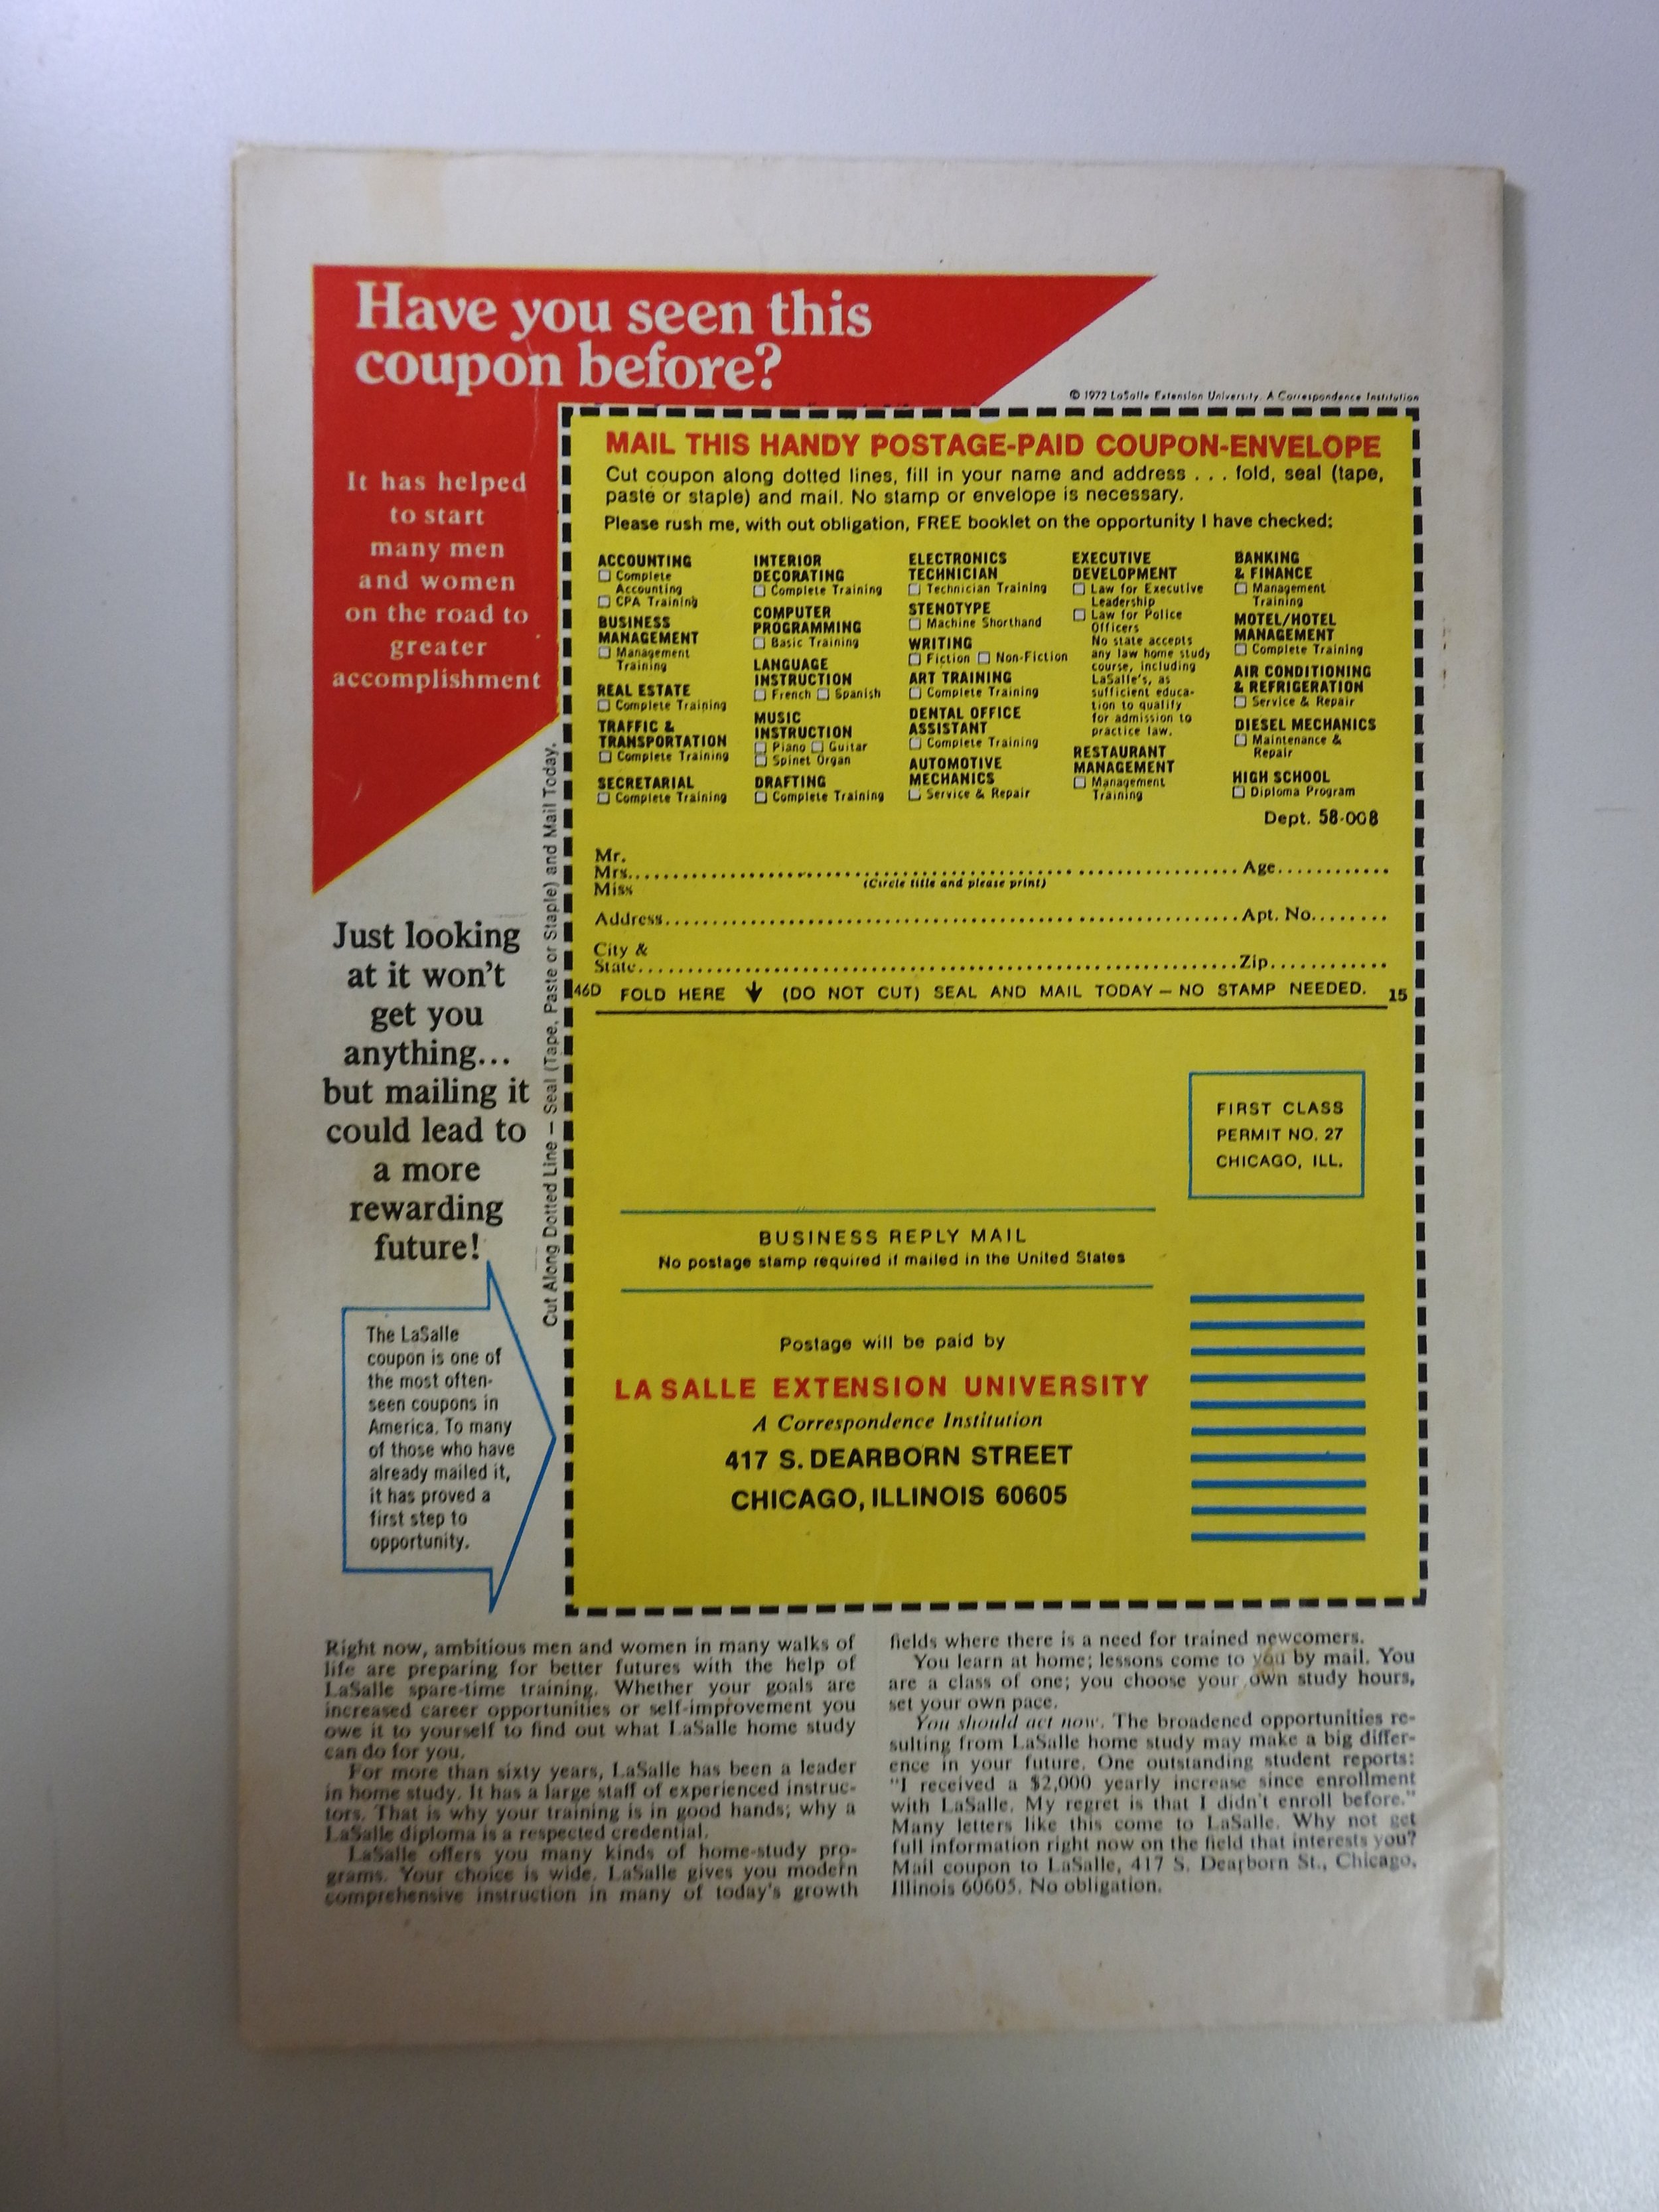 Have you seen this
coupon before?
It has helped
to start
many men
and women
on the road to
greater
accomplishment
Just looking
at it won't
get you
anything...
but mailing it
could lead to
a more
rewarding
future!
The LaSalle
coupon is one of
the most often-
seen coupons in
America. To many
of those who have
already mailed it,
it has proved a
first step to
opportunity.
Cut Along Dotted Line — Seal (Tape, Paste or Staple) and Mail Today.
© 1972 LaSalle Extension University. A Correspondence Institution
MAIL THIS HANDY POSTAGE-PAID COUPON-ENVELOPE
Cut coupon along dotted lines, fill in your name and address . . . fold, seal (tape,
paste or staple) and mail. No stamp or envelope is necessary.
Please rush me, with out obligation, FREE booklet on the opportunity I have checked:
ACCOUNTING
☐ Complete
Accounting
☐ CPA Training
BUSINESS
MANAGEMENT
☐ Management
Training
REAL ESTATE
☐ Complete Training
TRAFFIC &
TRANSPORTATION
☐ Complete Training
SECRETARIAL
☐ Complete Training
INTERIOR
DECORATING
☐ Complete Training
COMPUTER
PROGRAMMING
☐ Basic Training
LANGUAGE
INSTRUCTION
☐ French ☐ Spanish
MUSIC
INSTRUCTION
☐ Piano ☐ Guitar
☐ Spinet Organ
DRAFTING
☐ Complete Training
ELECTRONICS
TECHNICIAN
☐ Technician Training
STENOTYPE
☐ Machine Shorthand
WRITING
☐ Fiction ☐ Non-Fiction
ART TRAINING
☐ Complete Training
DENTAL OFFICE
ASSISTANT
☐ Complete Training
AUTOMOTIVE
MECHANICS
☐ Service & Repair
EXECUTIVE
DEVELOPMENT
☐ Law for Executive
Leadership
☐ Law for Police
Officers
No state accepts
any law home study
course, including
LaSalle's, as
sufficient educa-
tion to qualify
for admission to
practice law.
RESTAURANT
MANAGEMENT
☐ Management
Training
BANKING
& FINANCE
☐ Management
Training
MOTEL/HOTEL
MANAGEMENT
☐ Complete Training
AIR CONDITIONING
& REFRIGERATION
☐ Service & Repair
DIESEL MECHANICS
☐ Maintenance &
Repair
HIGH SCHOOL
☐ Diploma Program
Dept. 58-008
Mr.
Mrs. Age
Miss (Circle title and please print)
Address Apt. No.
City &
State Zip
46D FOLD HERE ↓ (DO NOT CUT) SEAL AND MAIL TODAY — NO STAMP NEEDED. 15
FIRST CLASS
PERMIT NO. 27
CHICAGO, ILL.
BUSINESS REPLY MAIL
No postage stamp required if mailed in the United States
Postage will be paid by
LA SALLE EXTENSION UNIVERSITY
A Correspondence Institution
417 S. DEARBORN STREET
CHICAGO, ILLINOIS 60605
Right now, ambitious men and women in many walks of
life are preparing for better futures with the help of
LaSalle spare-time training. Whether your goals are
increased career opportunities or self-improvement you
owe it to yourself to find out what LaSalle home study
can do for you.
For more than sixty years, LaSalle has been a leader
in home study. It has a large staff of experienced instruc-
tors. That is why your training is in good hands; why a
LaSalle diploma is a respected credential.
LaSalle offers you many kinds of home-study pro-
grams. Your choice is wide. LaSalle gives you modern
comprehensive instruction in many of today's growth
fields where there is a need for trained newcomers.
You learn at home; lessons come to you by mail. You
are a class of one; you choose your own study hours,
set your own pace.
You should act now. The broadened opportunities re-
sulting from LaSalle home study may make a big differ-
ence in your future. One outstanding student reports:
"I received a $2,000 yearly increase since enrollment
with LaSalle. My regret is that I didn't enroll before."
Many letters like this come to LaSalle. Why not get
full information right now on the field that interests you?
Mail coupon to LaSalle, 417 S. Dearborn St., Chicago,
Illinois 60605. No obligation.